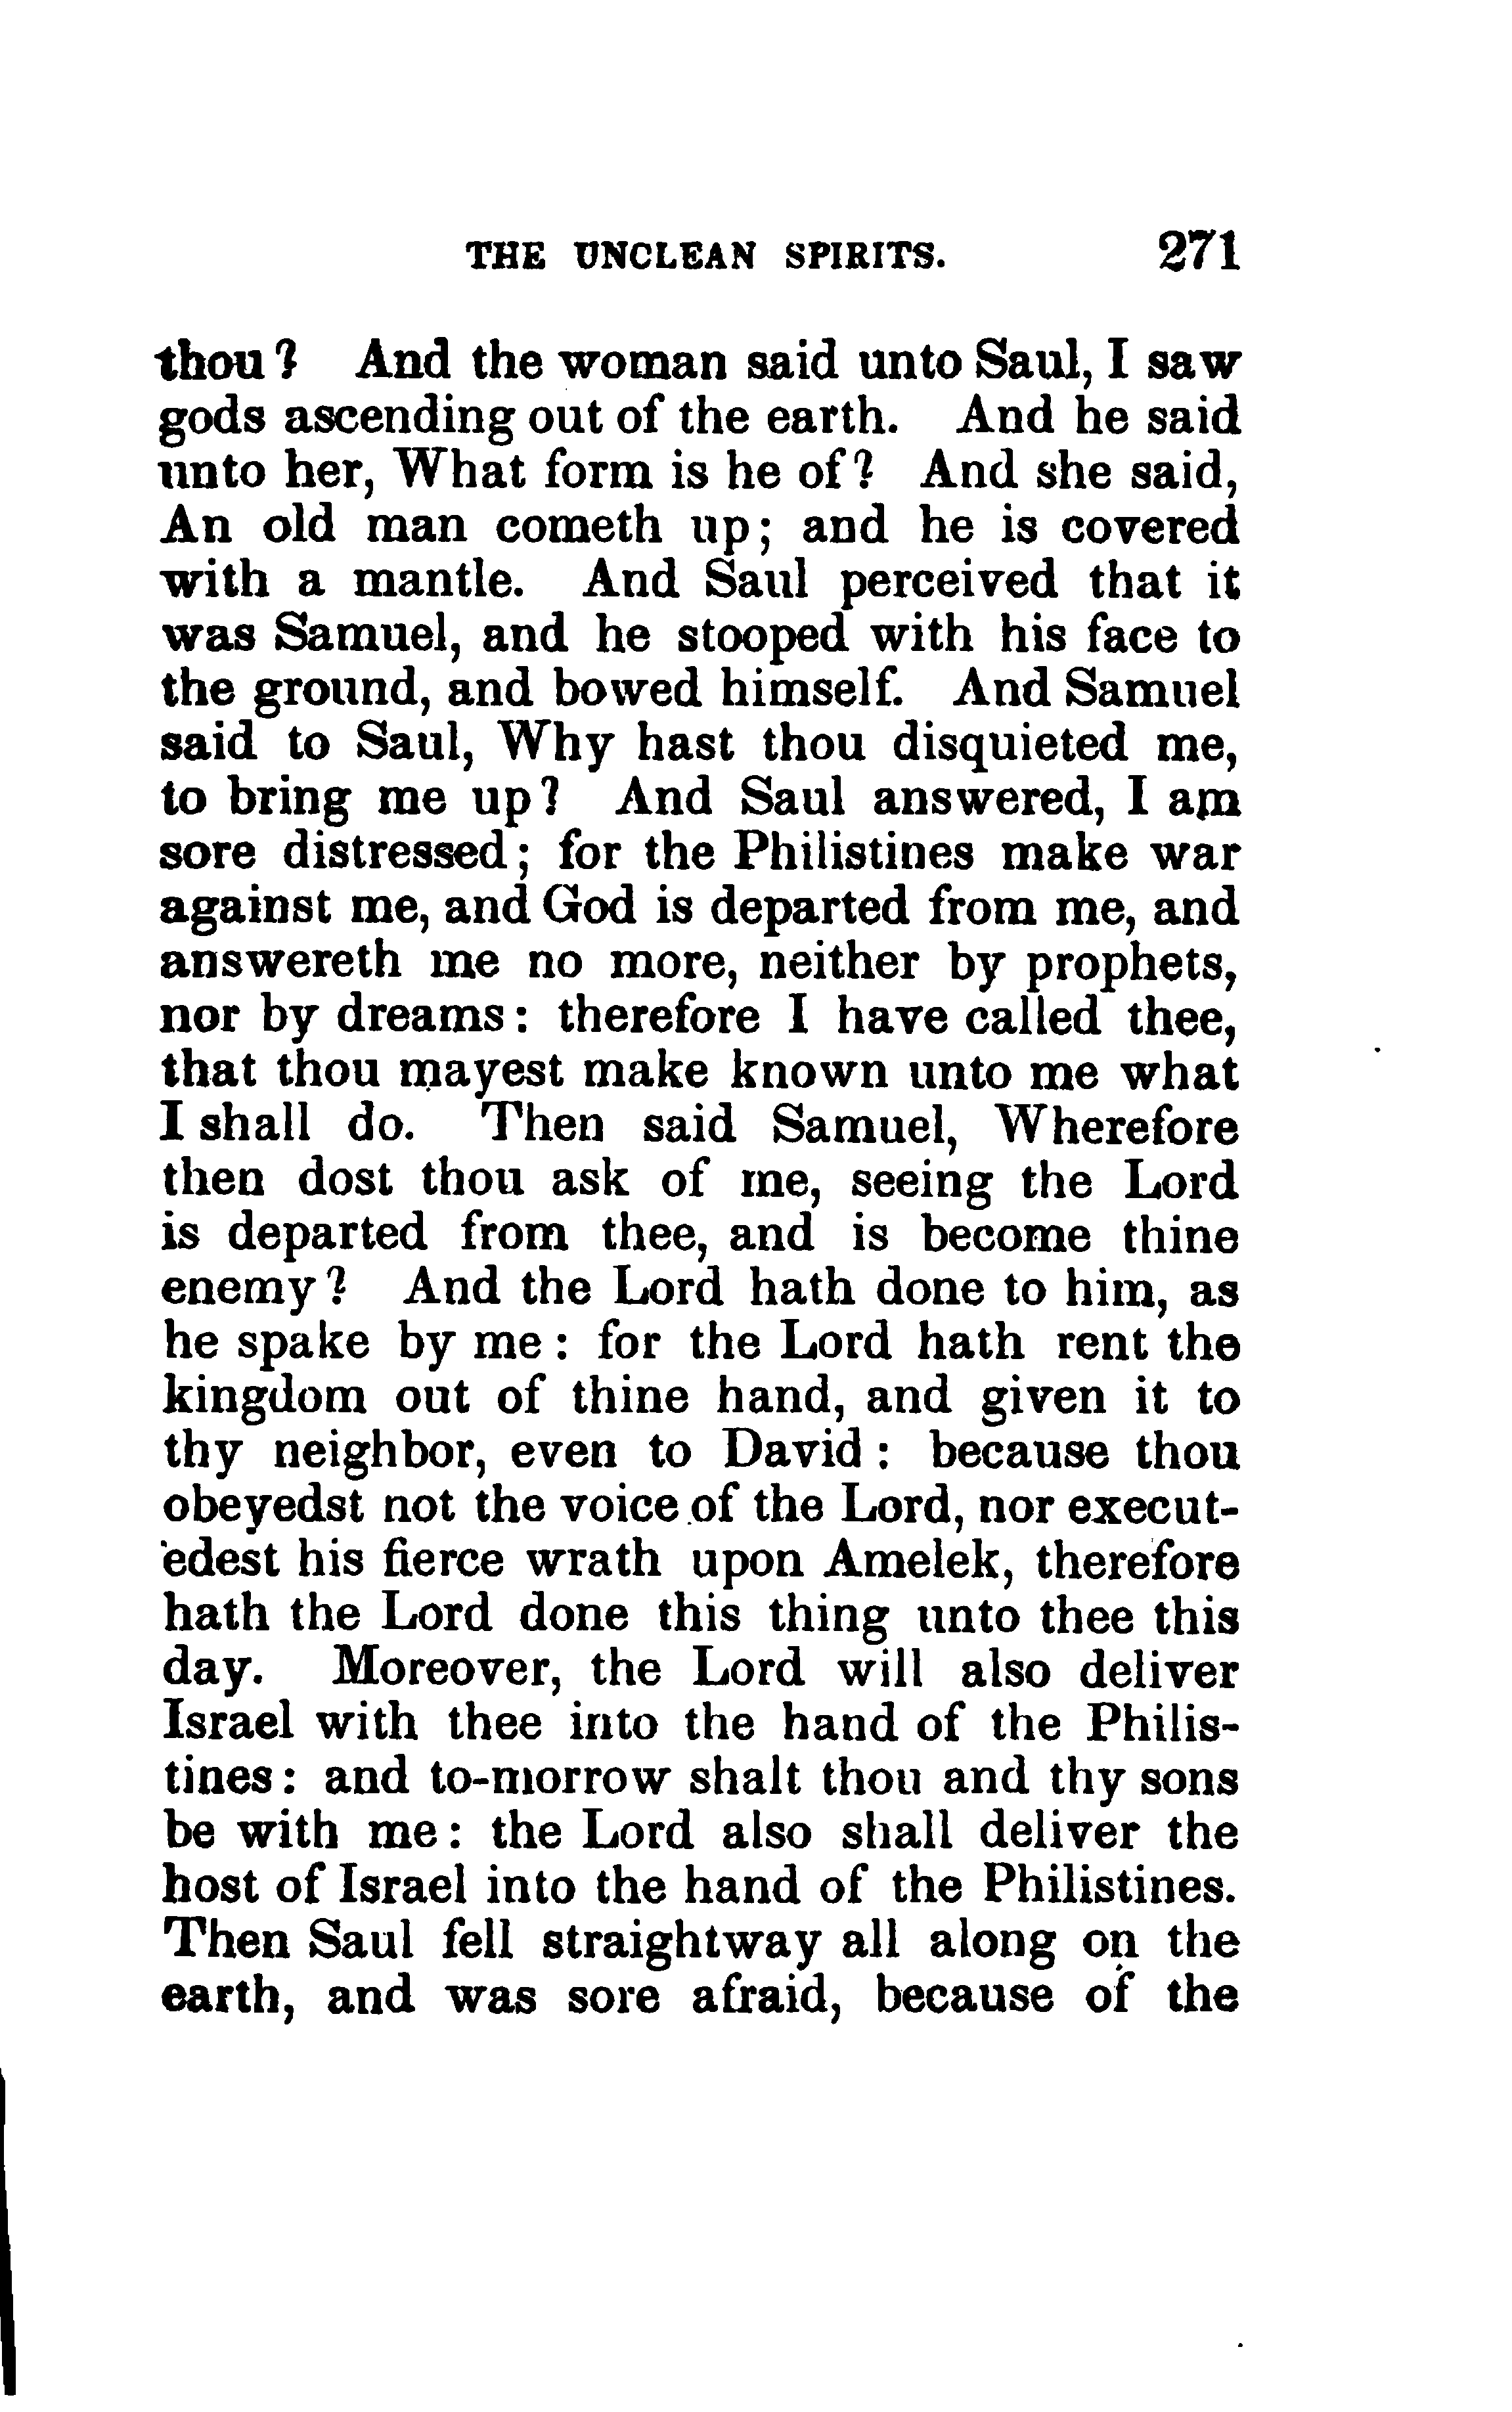 THE UNCLEAN SPIRITS. 271
thou? And the woman said unto Saul, I saw
gods ascending out of the earth. And he said
unto her, What form is he of? And she said,
An old man cometh up; and he is covered
with a mantle. And Saul perceived that it
was Samuel, and he stooped with his face to
the ground, and bowed himself. And Samuel
said to Saul, Why hast thou disquieted me,
to bring me up? And Saul answered, I am
sore distressed; for the Philistines make war
against me, and God is departed from me, and
answereth me no more, neither by prophets,
nor by dreams: therefore I have called thee,
that thou mayest make known unto me what
I shall do. Then said Samuel, Wherefore
then dost thou ask of me, seeing the Lord
is departed from thee, and is become thine
enemy? And the Lord hath done to him, as
he spake by me: for the Lord hath rent the
kingdom out of thine hand, and given it to
thy neighbor, even to David: because thou
obeyedst not the voice of the Lord, nor execut-
edest his fierce wrath upon Amelek, therefore
hath the Lord done this thing unto thee this
day. Moreover, the Lord will also deliver
Israel with thee into the hand of the Philis-
tines: and to-morrow shalt thou and thy sons
be with me: the Lord also shall deliver the
host of Israel into the hand of the Philistines.
Then Saul fell straightway all along on the
earth, and was sore afraid, because of the